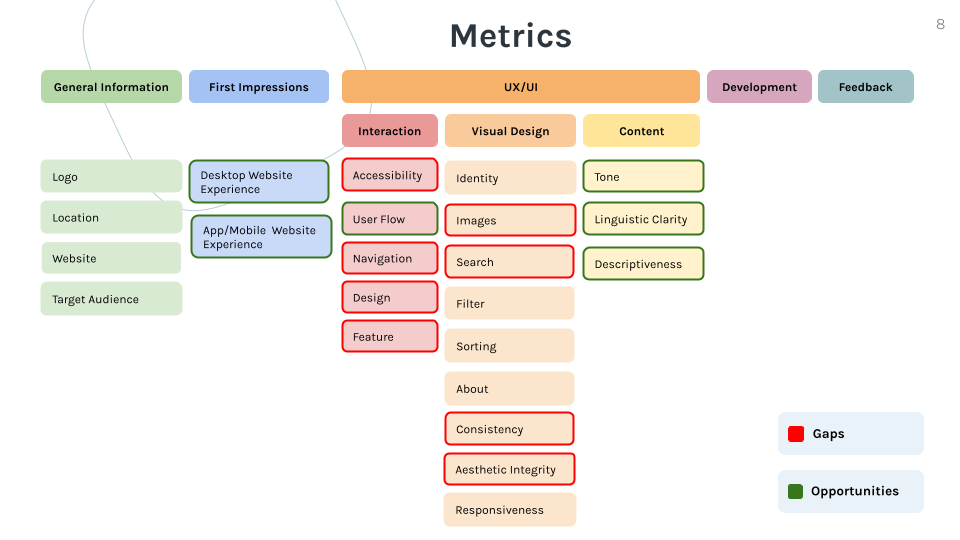 Metrics
8
General Information
First Impressions
UX/UI
Development
Feedback
Interaction
Visual Design
Content
Logo
Location
Website
Target Audience
Desktop Website
Experience
App/Mobile Website
Experience
Accessibility
User Flow
Navigation
Design
Feature
Identity
Images
Search
Filter
Sorting
About
Consistency
Aesthetic Integrity
Responsiveness
Tone
Linguistic Clarity
Descriptiveness
Gaps
Opportunities